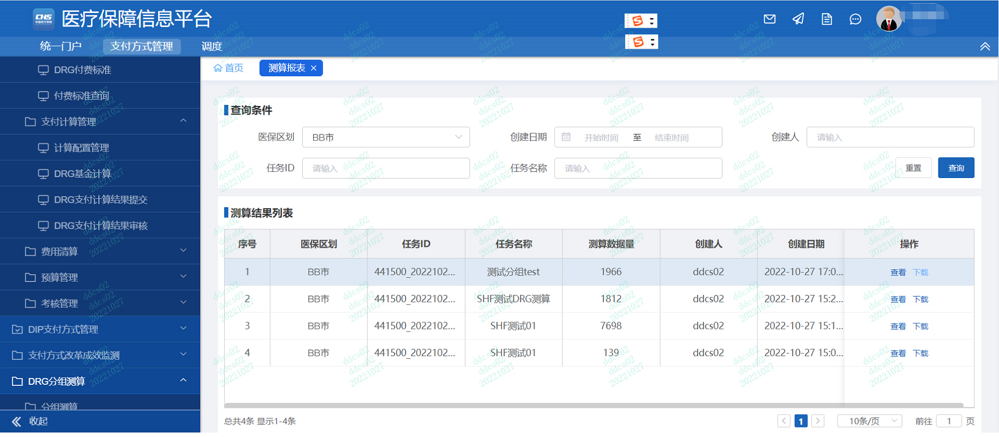 CHS
医疗保障信息平台
统一门户 支付方式管理 调度
DRG付费标准
付费标准查询
支付计算管理
计算配置管理
DRG基金计算
DRG支付计算结果提交
DRG支付计算结果审核
费用清算
预算管理
考核管理
DIP支付方式管理
支付方式改革成效监测
DRG分组测算
分组测算
收起
首页 测算报表
查询条件
医保区划 BB市 创建日期 开始时间 至 结束时间 创建人 请输入
任务ID 请输入 任务名称 请输入 重置 查询
测算结果列表
序号 医保区划 任务ID 任务名称 测算数据量 创建人 创建日期 操作
1 BB市 441500_2022102... 测试分组test 1966 ddcs02 2022-10-27 17:0... 查看 下载
2 BB市 441500_2022102... SHF测试DRG测算 1812 ddcs02 2022-10-27 15:2... 查看 下载
3 BB市 441500_2022102... SHF测试01 7698 ddcs02 2022-10-27 15:1... 查看 下载
4 BB市 441500_2022102... SHF测试01 139 ddcs02 2022-10-27 15:0... 查看 下载
总共4条 显示1-4条 1 10条/页 前往 1 页
ddcs02
20221027